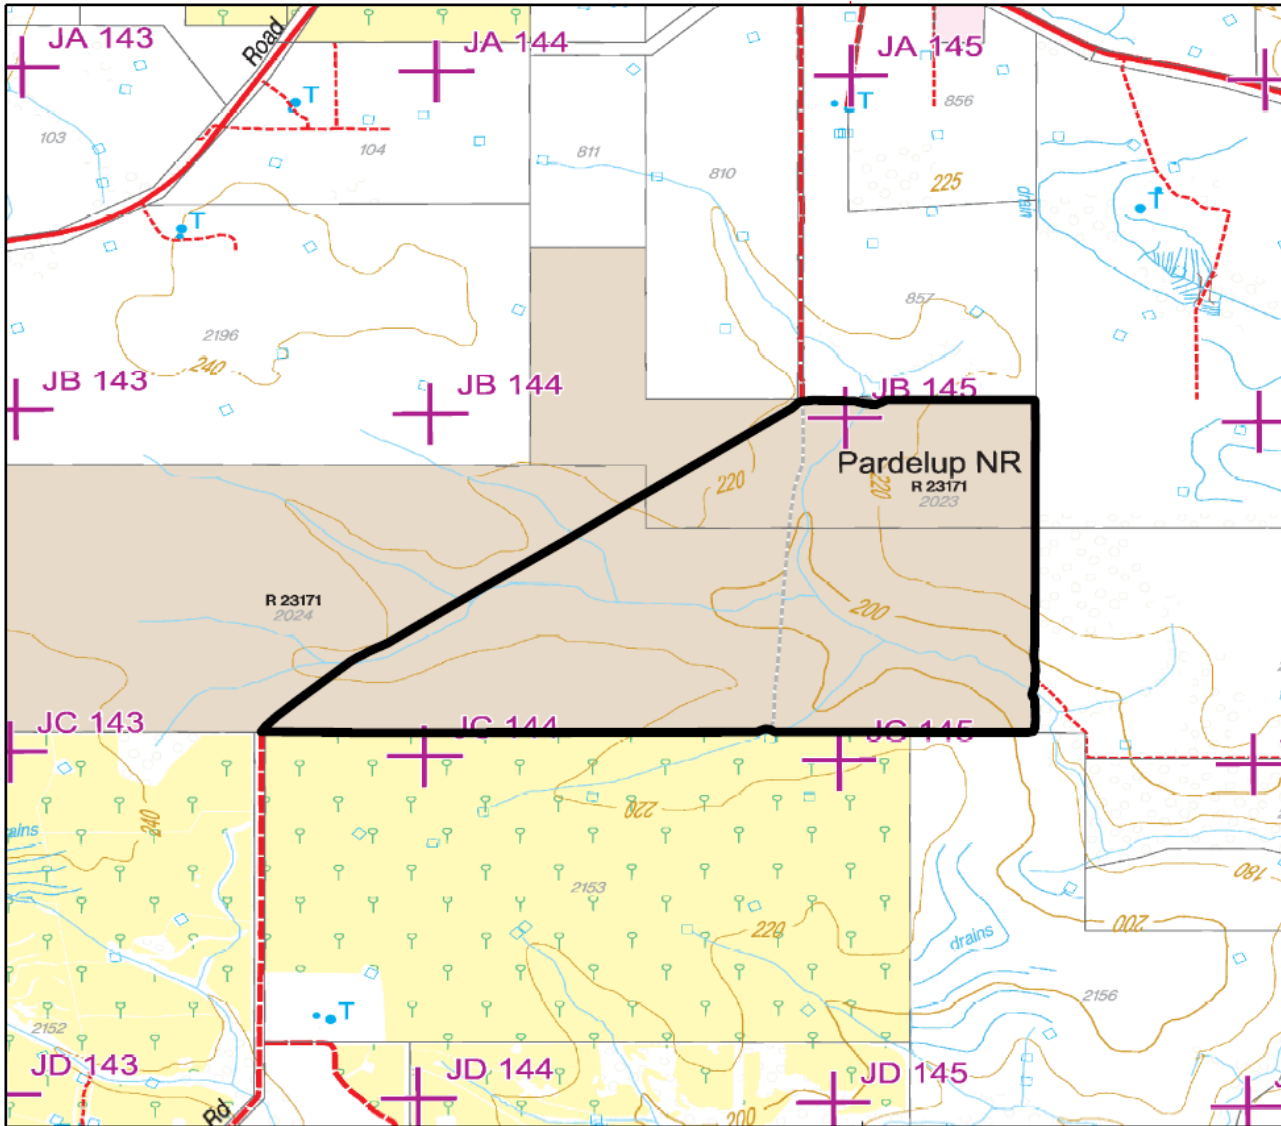 Road
JA 143
JA 144
JA 145
T
T
103
104
811
810
856
225
drain
T
T
2196
240
857
JB 143
JB 144
JB 145
Pardelup NR
220
220
R 23171
2023
R 23171
2024
200
JC 143
JC 144
JC 145
240
220
ains
2153
220
drains
180
200
2156
T
2152
JD 143
JD 144
JD 145
Rd
200